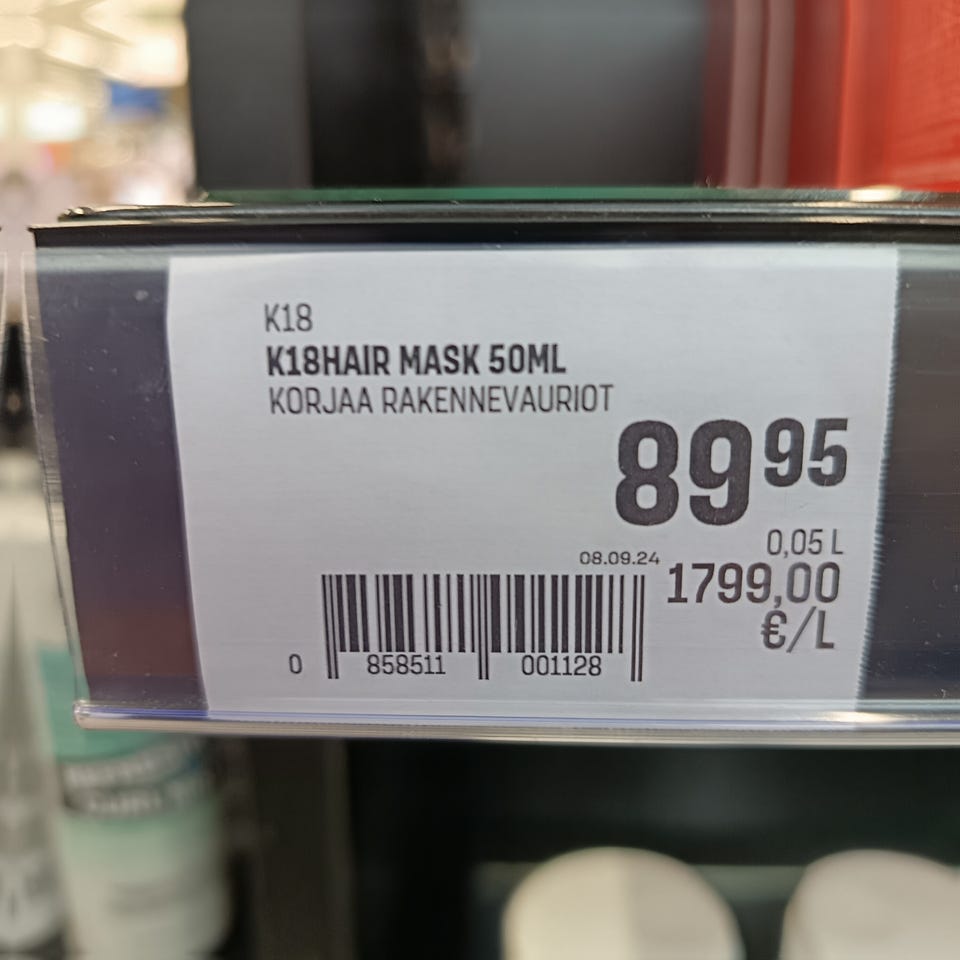 K18
K18HAIR MASK 50ML
KORJAA RAKENNEVAURIOT
89 95
0,05 L
08.09.24
1799,00
€/L
0 858511 001128